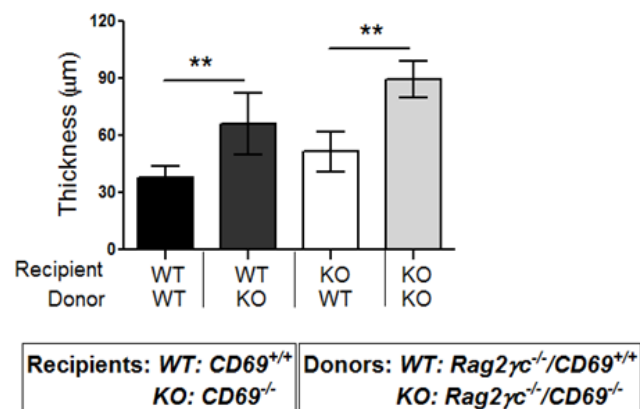 120
**
**
90
60
30
0
Thickness (μm)
Recipient WT WT KO KO
Donor WT KO WT KO
Recipients: WT: CD69+/+
KO: CD69-/-
Donors: WT: Rag2γc-/-/CD69+/+
KO: Rag2γc-/-/CD69-/-